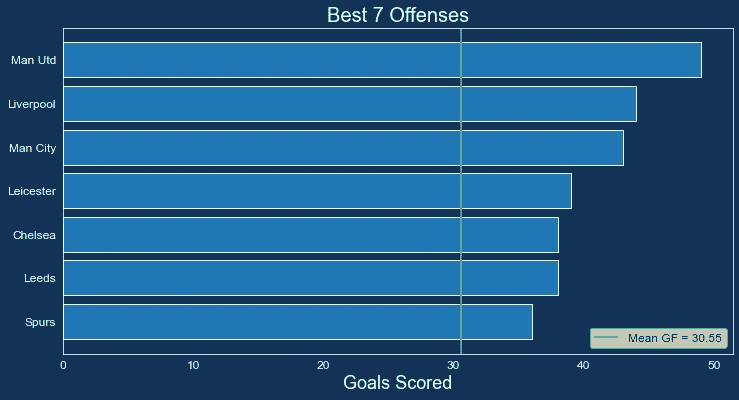 Best 7 Offenses
Man Utd
Liverpool
Man City
Leicester
Chelsea
Leeds
Spurs
Mean GF = 30.55
0 10 20 30 40 50
Goals Scored